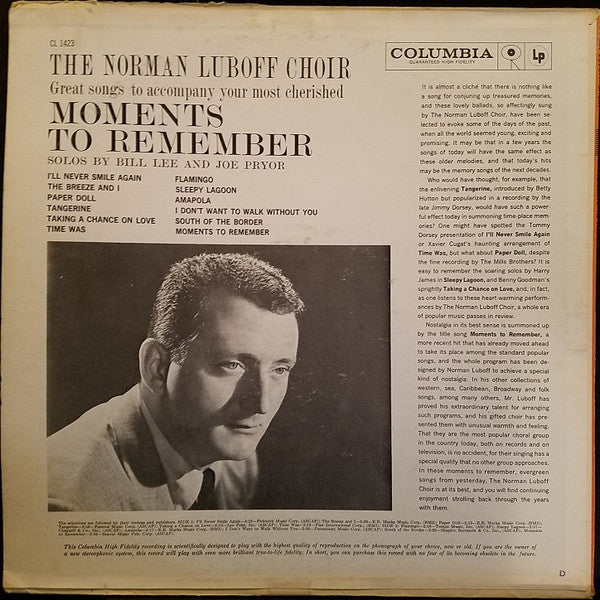 CL 1423
THE NORMAN LUBOFF CHOIR
Great songs to accompany your most cherished
MOMENTS
TO REMEMBER
SOLOS BY BILL LEE AND JOE PRYOR
I'LL NEVER SMILE AGAIN
THE BREEZE AND I
PAPER DOLL
TANGERINE
TAKING A CHANCE ON LOVE
TIME WAS
FLAMINGO
SLEEPY LAGOON
AMAPOLA
I DON'T WANT TO WALK WITHOUT YOU
SOUTH OF THE BORDER
MOMENTS TO REMEMBER
COLUMBIA
GUARANTEED HIGH FIDELITY
LP
It is almost a cliché that there is nothing like
a song for conjuring up treasured memories,
and these lovely ballads, so affectingly sung
by The Norman Luboff Choir, have been se-
lected to evoke some of the days of the past,
when all the world seemed young, exciting and
promising. It may be that in a few years the
songs of today will have the same effect as
these older melodies, and that today's hits
may be the memory songs of the next decades.
Who would have thought, for example, that
the enlivening Tangerine, introduced by Betty
Hutton but popularized in a recording by the
late Jimmy Dorsey, would have such a power-
ful effect today in summoning time-place mem-
ories? One might have spotted the Tommy
Dorsey presentation of I'll Never Smile Again
or Xavier Cugat's haunting arrangement of
Time Was, but what about Paper Doll, despite
the fine recording by The Mills Brothers? It is
easy to remember the soaring solos by Harry
James in Sleepy Lagoon, and Benny Goodman's
sprightly Taking a Chance on Love, and, in fact,
as one listens to these heart-warming perform-
ances by The Norman Luboff Choir, a whole era
of popular music passes in review.
Nostalgia in its best sense is summoned up
by the title song Moments to Remember, a
more recent hit that has already moved ahead
to take its place among the standard popular
songs, and the whole program has been de-
signed by Norman Luboff to achieve a special
kind of nostalgia. In his other collections of
western, sea, Caribbean, Broadway and folk
songs, among many others, Mr. Luboff has
proved his extraordinary talent for arranging
such programs, and his gifted choir has pre-
sented them with unusual warmth and feeling.
That they are the most popular choral group
in the country today, both on records and on
television, is no accident, for their singing has a
special quality that no other group approaches.
In these moments to remember, evergreen
songs from yesterday, The Norman Luboff
Choir is at its best, and you will find continuing
enjoyment strolling back through the years
with them.
The selections are followed by their timings and publishers:
This Columbia High Fidelity recording is scientifically designed to play with the highest quality of reproduction on the phonograph of your choice, new or old. If you are the owner of
a new stereophonic system, this record will play with even more brilliant true-to-life fidelity. In short, you can purchase this record with no fear of its becoming obsolete in the future.
D